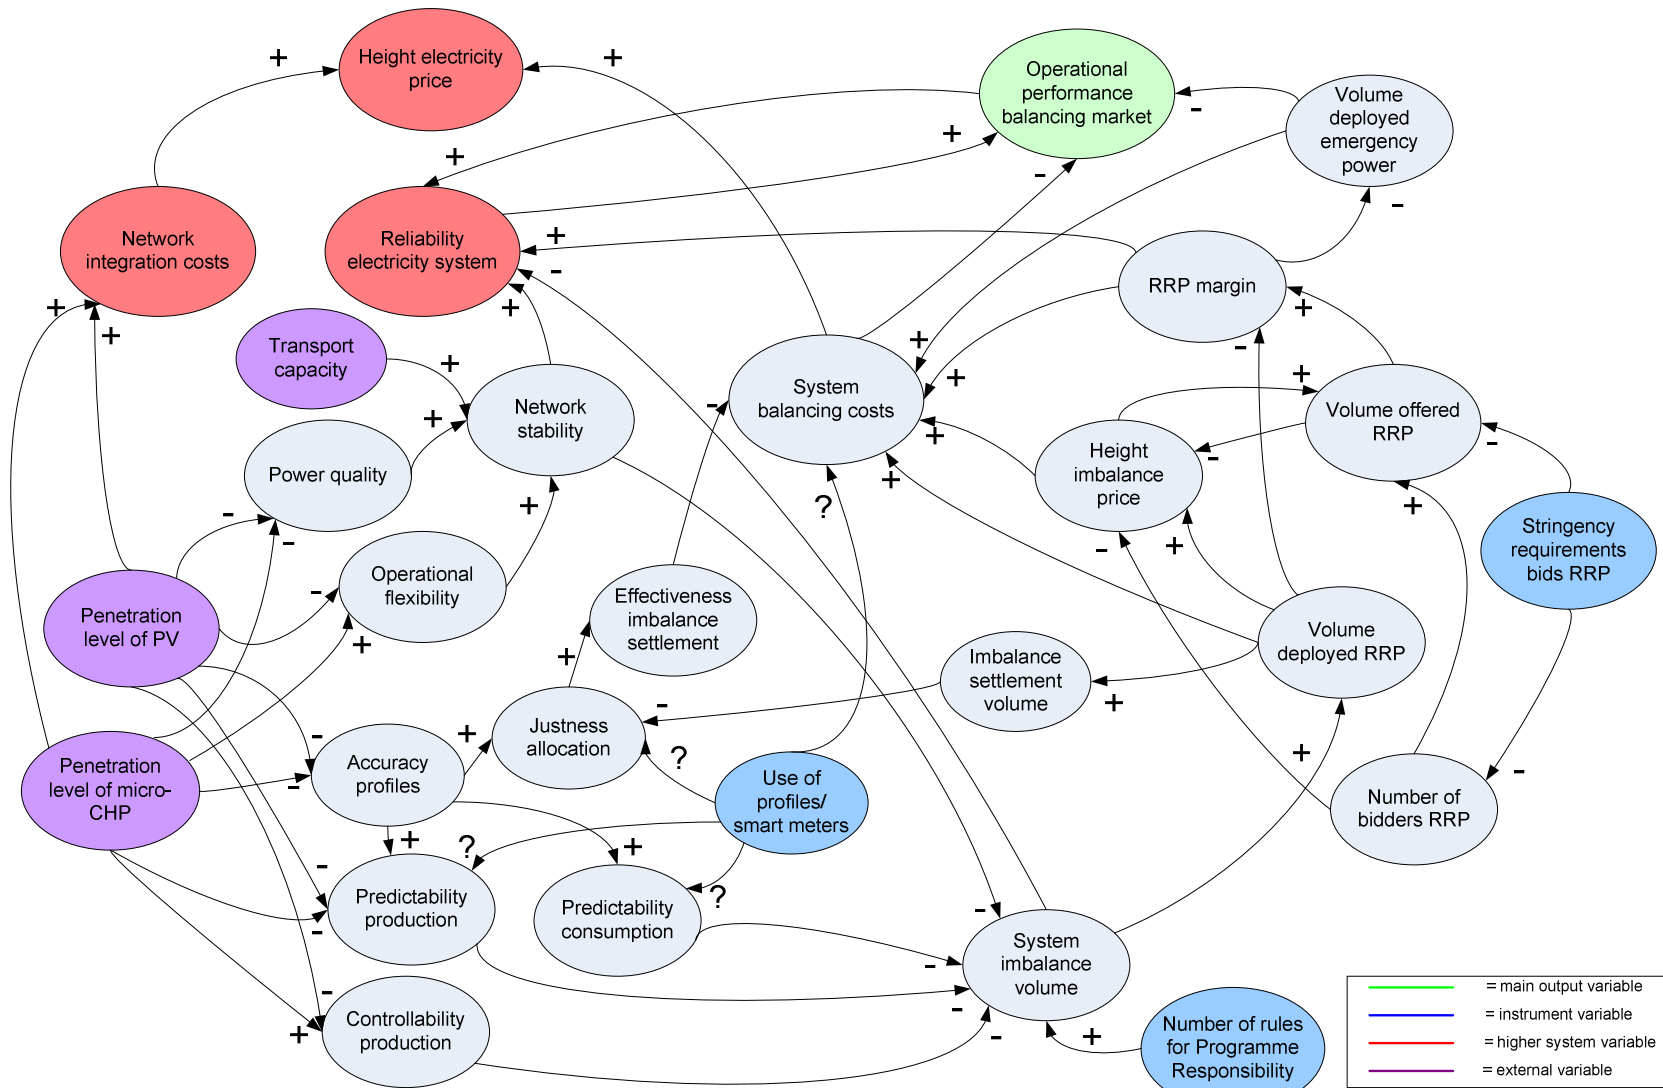 Height electricity
price
Operational
performance
balancing market
Volume
deployed
emergency
power
Network
integration costs
Reliability
electricity system
RRP margin
Transport
capacity
System
balancing costs
Network
stability
Volume offered
RRP
Power quality
Height
imbalance
price
Stringency
requirements
bids RRP
Operational
flexibility
Effectiveness
imbalance
settlement
Penetration
level of PV
Imbalance
settlement
volume
Volume
deployed RRP
Justness
allocation
Accuracy
profiles
Penetration
level of micro-
CHP
Use of
profiles/
smart meters
Number of
bidders RRP
Predictability
production
Predictability
consumption
System
imbalance
volume
Controllability
production
Number of rules
for Programme
Responsibility
= main output variable
= instrument variable
= higher system variable
= external variable
+
+
+
+
-
-
-
+
-
+
+
+
+
+
+
-
+
+
+
+
-
+
-
-
-
+
+
?
+
-
+
-
+
-
+
+
-
+
-
+
-
?
+
-
-
+
+
?
?
-
-
-
-
-
+
-
-
+